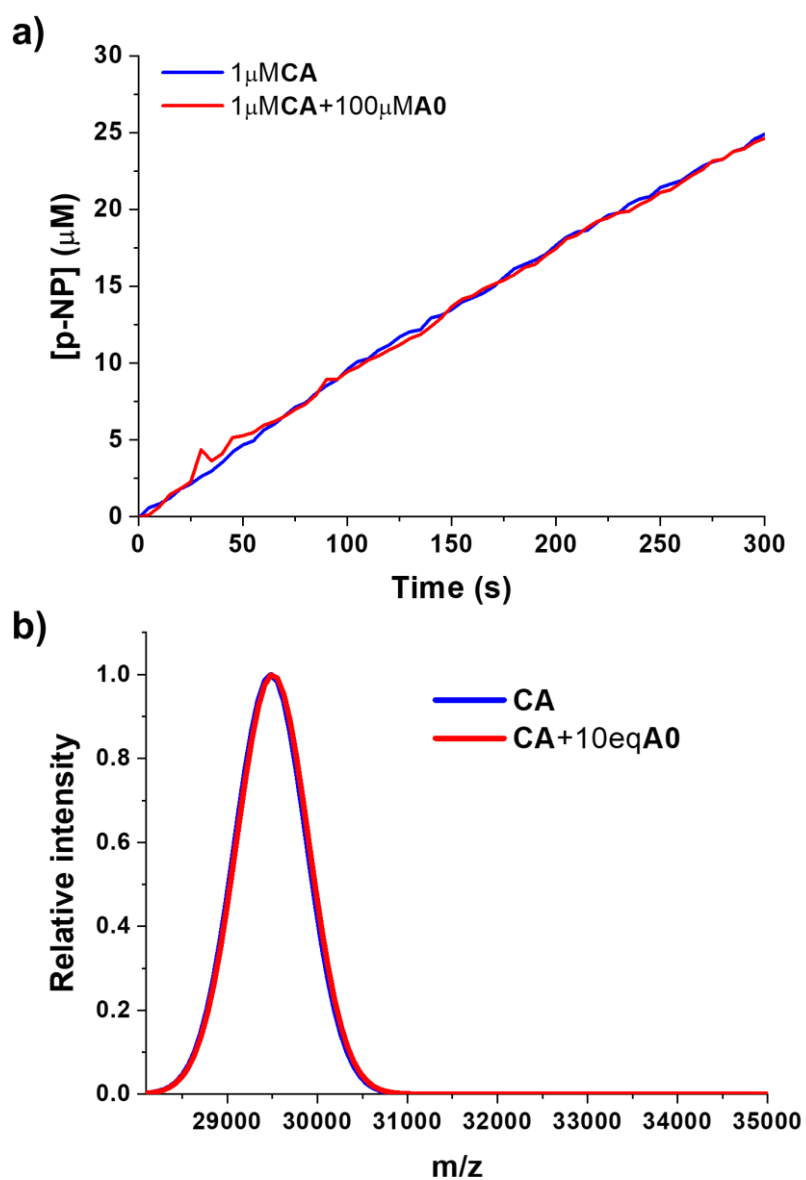 a)
1μMCA
1μMCA+100μMA0
[p-NP] (μM)
30
25
20
15
10
5
0
0 50 100 150 200 250 300
Time (s)
b)
CA
CA+10eqA0
Relative intensity
1.0
0.8
0.6
0.4
0.2
0.0
29000 30000 31000 32000 33000 34000 35000
m/z